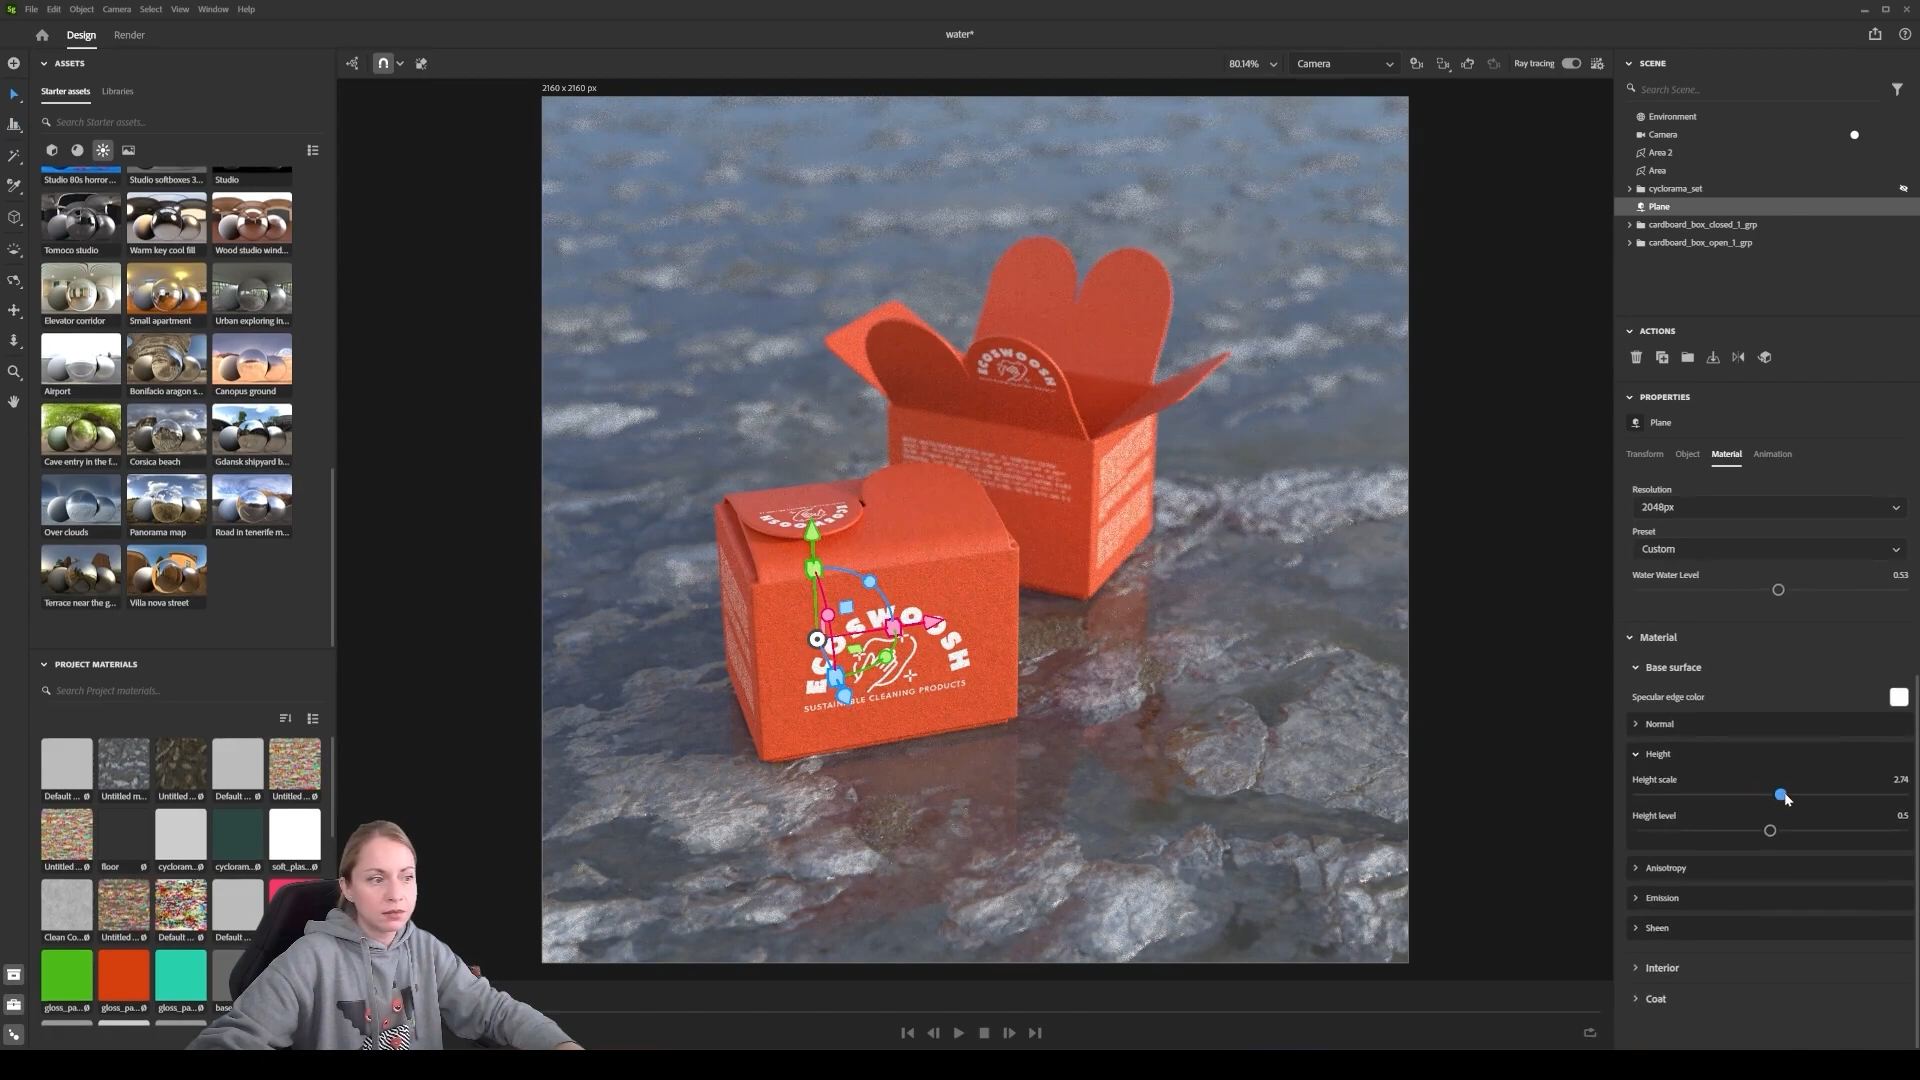 Sg File Edit Object Camera Select View Window Help
Design Render
water*
ASSETS
Starter assets Libraries
Search Starter assets...
Studio 80s horror ... Studio softboxes 3... Studio
Tomoco studio Warm key cool fill Wood studio wind...
Elevator corridor Small apartment Urban exploring in...
Airport Bonifacio aragon s... Canopus ground
Cave entry in the f... Corsica beach Gdansk shipyard b...
Over clouds Panorama map Road in tenerife m...
Terrace near the g... Villa nova street
PROJECT MATERIALS
Search Project materials...
Default ... Untitled m... Untitled ... Default ... Untitled ...
Untitled ... floor cycloram... cycloram... soft_plas...
Clean Co... Untitled ... Default ... Default ...
gloss_pa... gloss_pa... gloss_pa... base
80.14% Camera Ray tracing
2160 x 2160 px
ECOSWOOSH
ECOSWOOSH
ECOSWOOSH
SUSTAINABLE CLEANING PRODUCTS
SCENE
Search Scene...
Environment
Camera
Area 2
Area
cyclorama_set
Plane
cardboard_box_closed_1_grp
cardboard_box_open_1_grp
ACTIONS
PROPERTIES
Plane
Transform Object Material Animation
Resolution
2048px
Preset
Custom
Water Water Level 0.53
Material
Base surface
Specular edge color
Normal
Height
Height scale 2.74
Height level 0.5
Anisotropy
Emission
Sheen
Interior
Coat